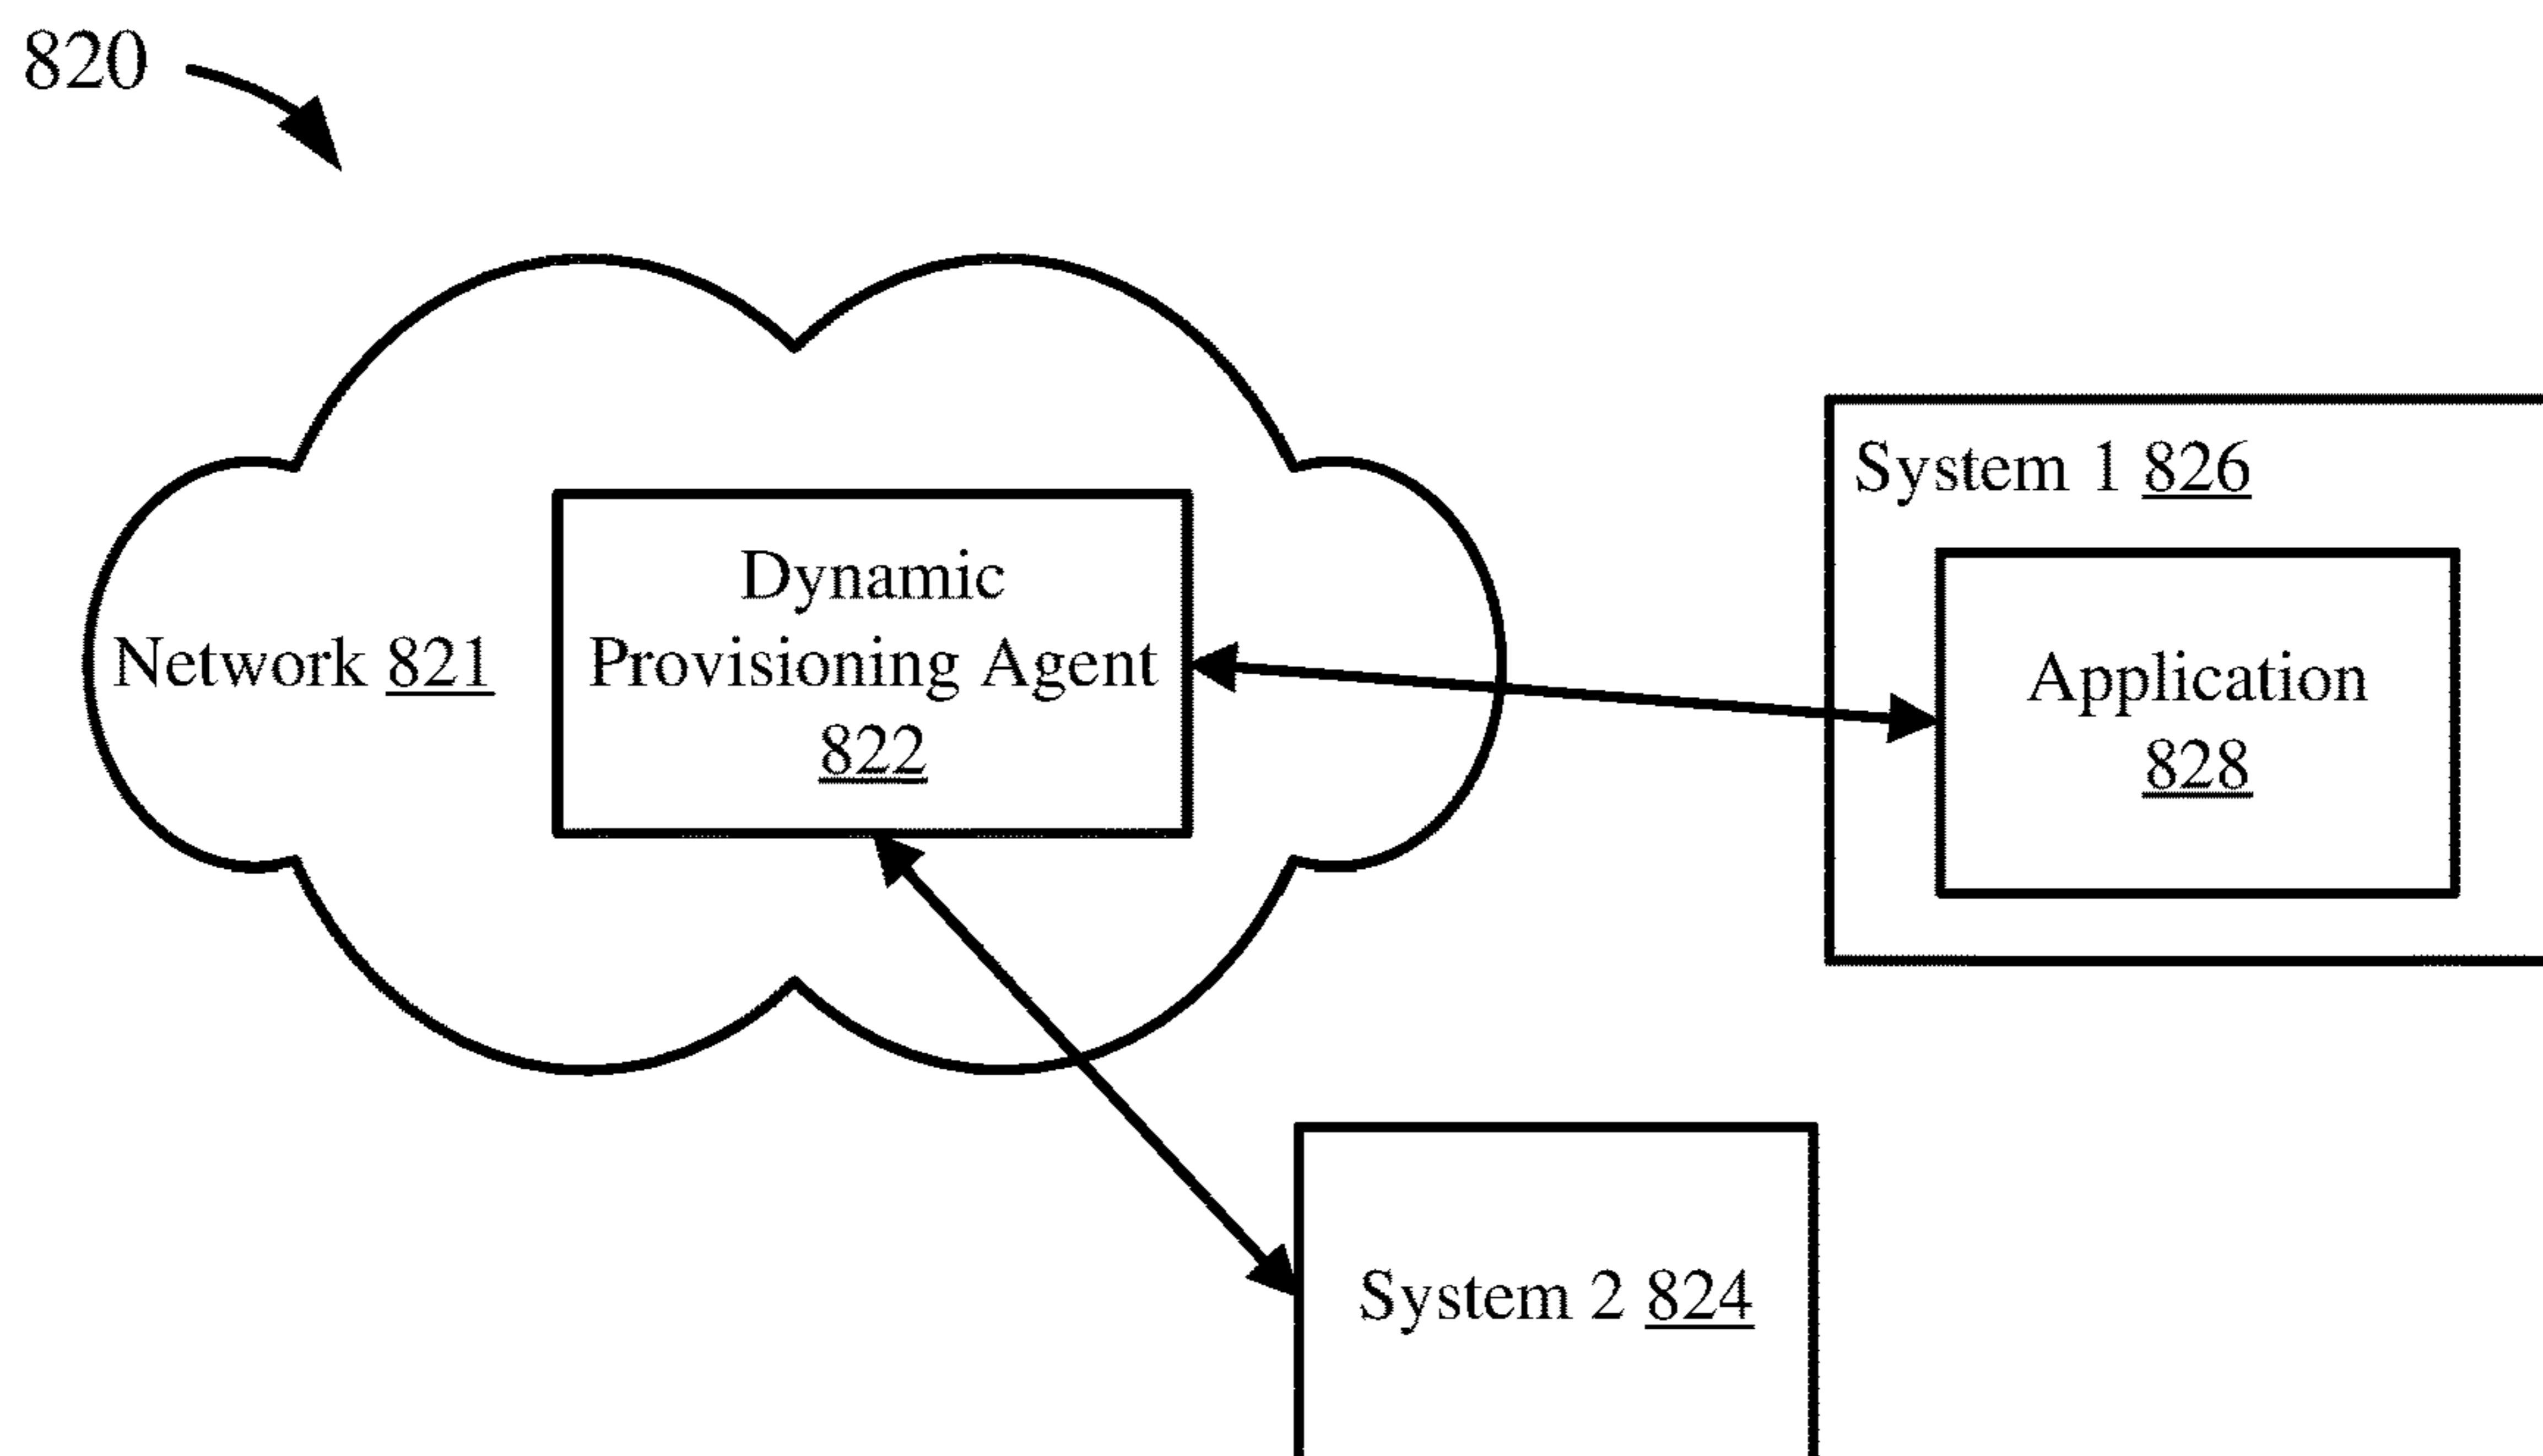 820
System 1 826
Dynamic
Provisioning Agent
822
Network 821
Application
828
System 2 824